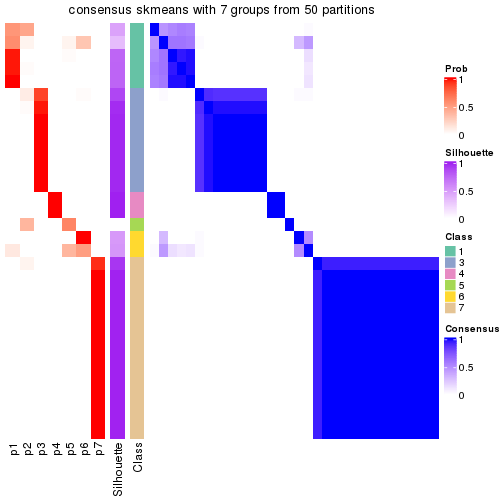 consensus skmeans with 7 groups from 50 partitions
Prob
1
0.5
0
Silhouette
1
0.5
0
Class
1
3
4
5
6
7
Consensus
1
0.5
0
p1
p2
p3
p4
p5
p6
p7
Silhouette
Class